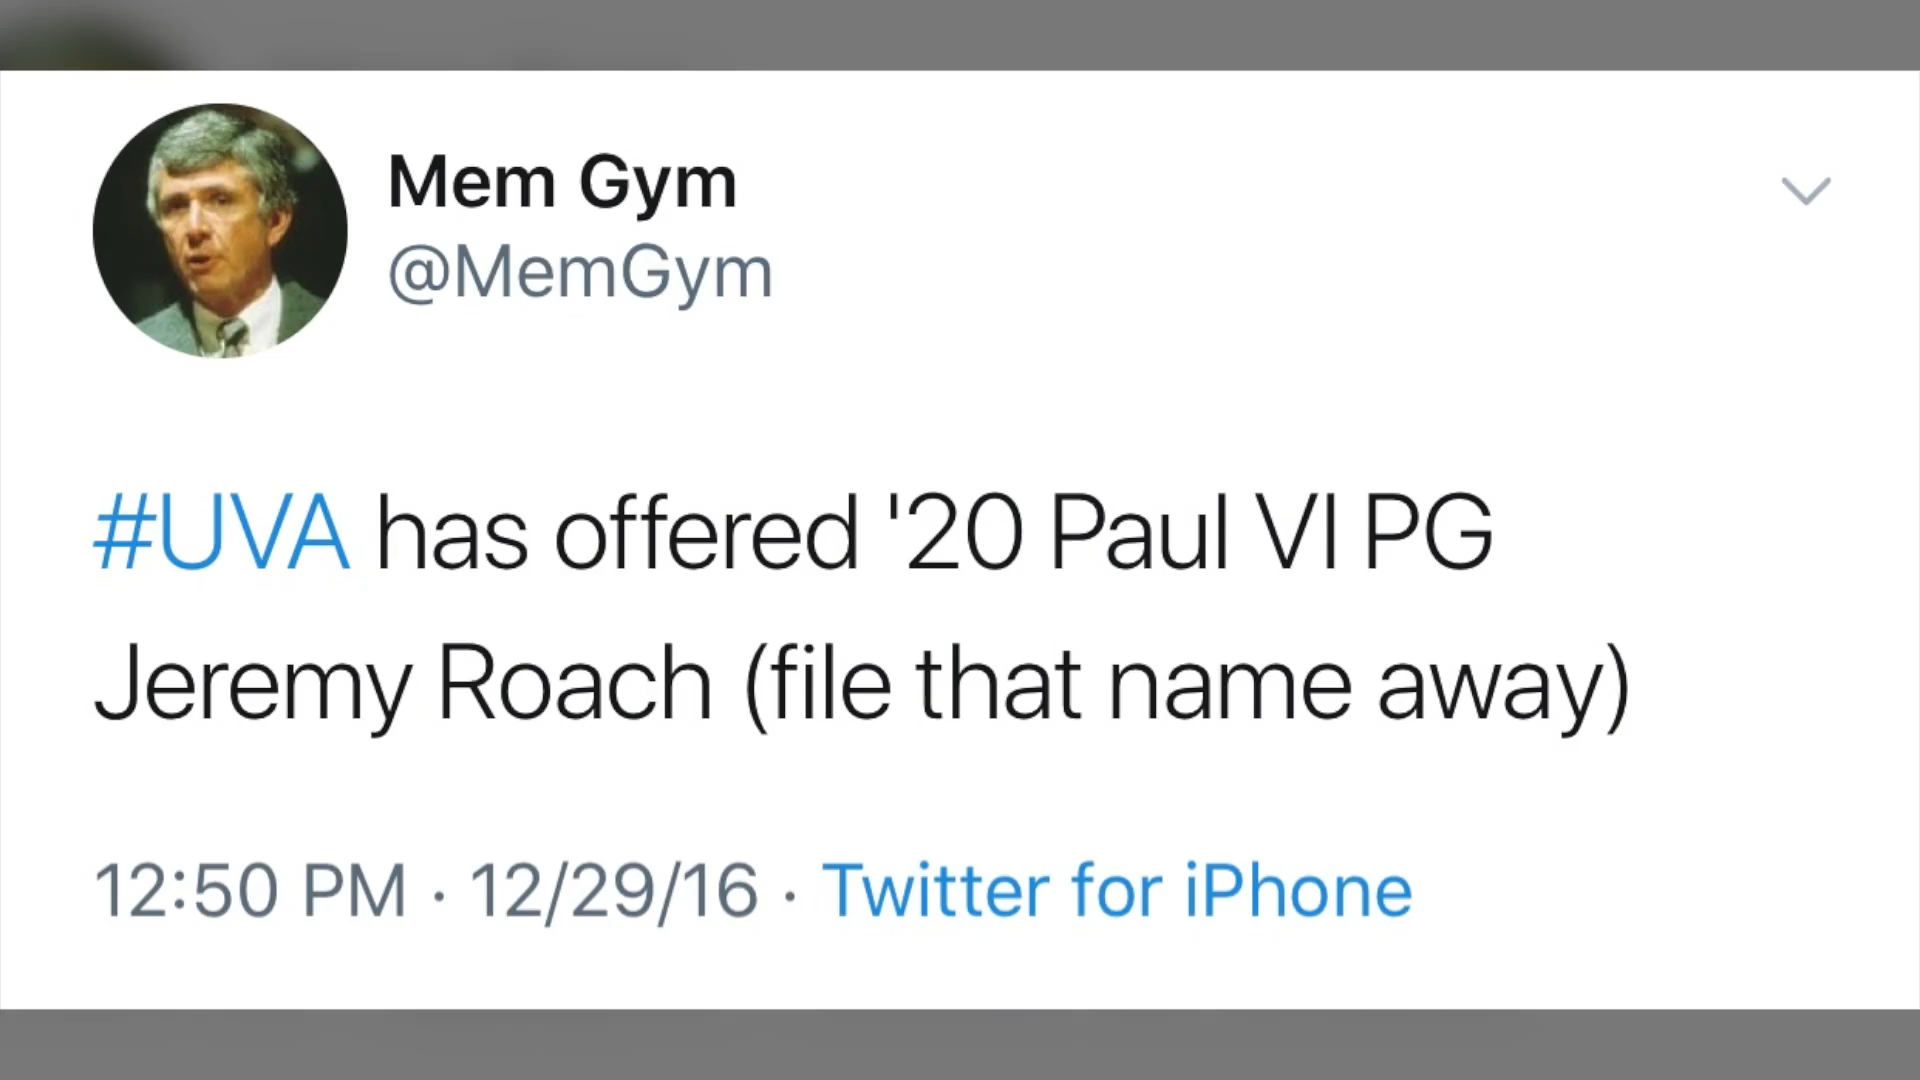 Mem Gym
@MemGym
#UVA has offered '20 Paul VI PG
Jeremy Roach (file that name away)
12:50 PM · 12/29/16 · Twitter for iPhone